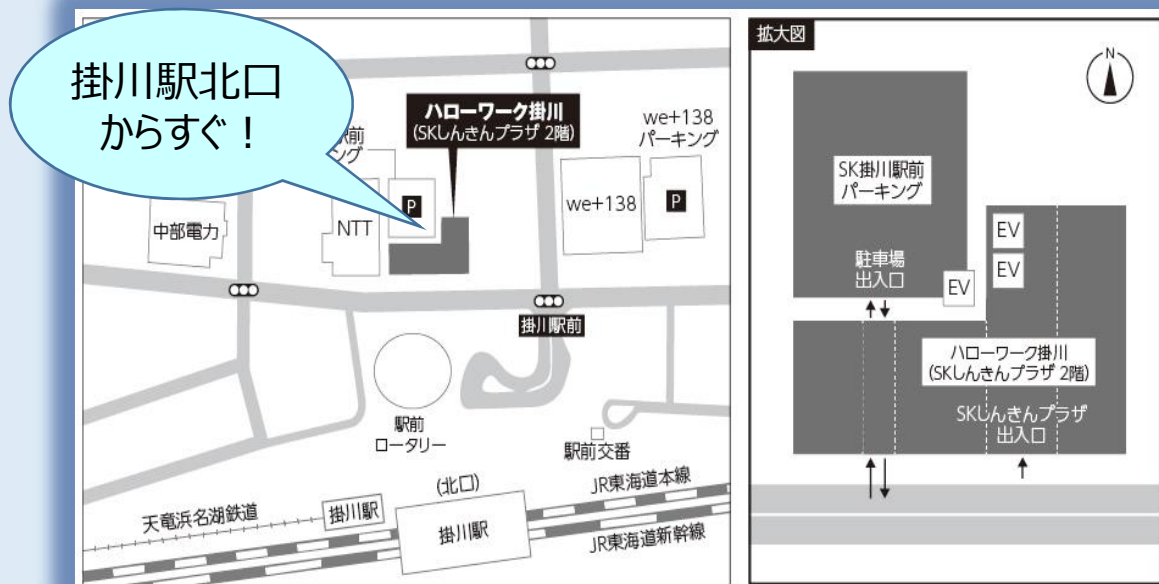 掛川駅北口
からすぐ！
ハローワーク掛川
(SKしんきんプラザ 2階)
we+138
パーキング
駅前
ング
P
中部電力
NTT
we+138
P
掛川駅前
駅前
ロータリー
駅前交番
(北口)
JR東海道本線
天竜浜名湖鉄道
掛川駅
掛川駅
JR東海道新幹線
拡大図
N
SK掛川駅前
パーキング
EV
EV
駐車場
出入口
EV
ハローワーク掛川
(SKしんきんプラザ 2階)
SKしんきんプラザ
出入口